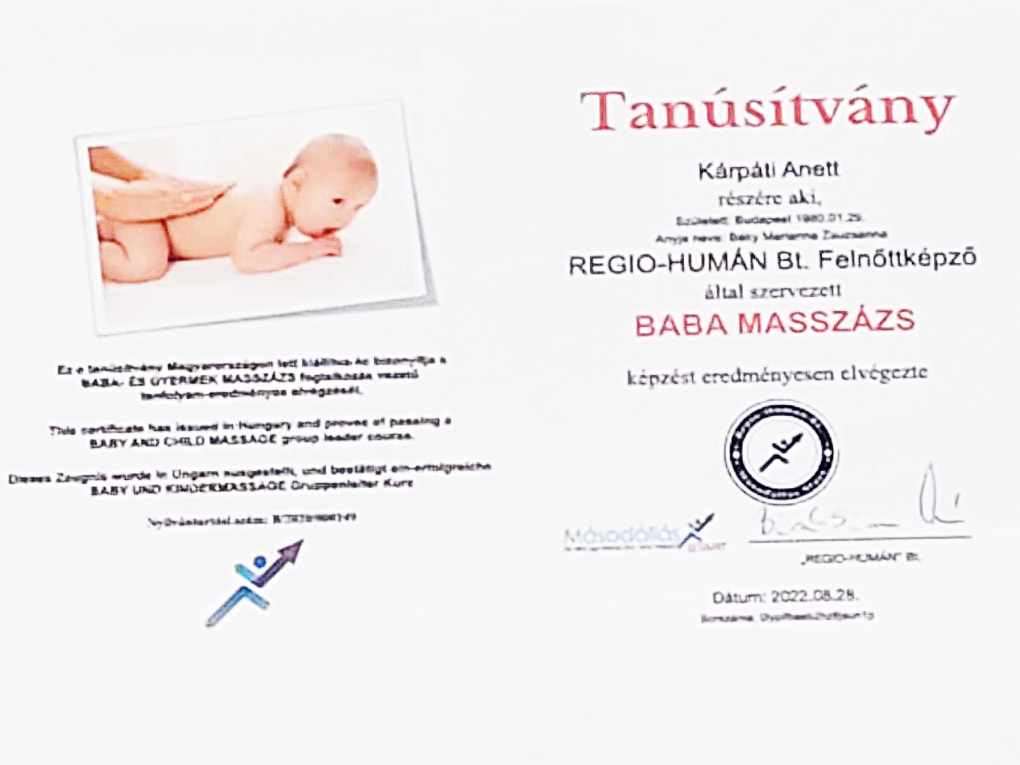 Ez a tanúsítvány Magyarországon lett kiállítva és bizonyítja a
BABA- ÉS GYERMEK MASSZÁZS foglalkozás vezető
tanfolyam eredményes elvégzését.
This certificate has issued in Hungary and proves of passing a
BABY AND CHILD MASSAGE group leader course.
Dieses Zeugnis wurde in Ungarn ausgestellt, und bestätigt ein erfolgreiche
BABY UND KINDERMASSAGE Gruppenleiter Kurs
Nyilvántartási szám:
Tanúsítvány
Kárpáti Anett
részére aki,
Született: Budapest 1980.01.29.
Anyja neve: Baky Marianna Zsuzsanna
REGIO-HUMÁN Bt. Felnőttképző
által szervezett
BABA MASSZÁZS
képzést eredményesen elvégezte
Másodállás
START
„REGIO-HUMÁN" Bt.
Dátum: 2022.08.28.
Sorszáma: